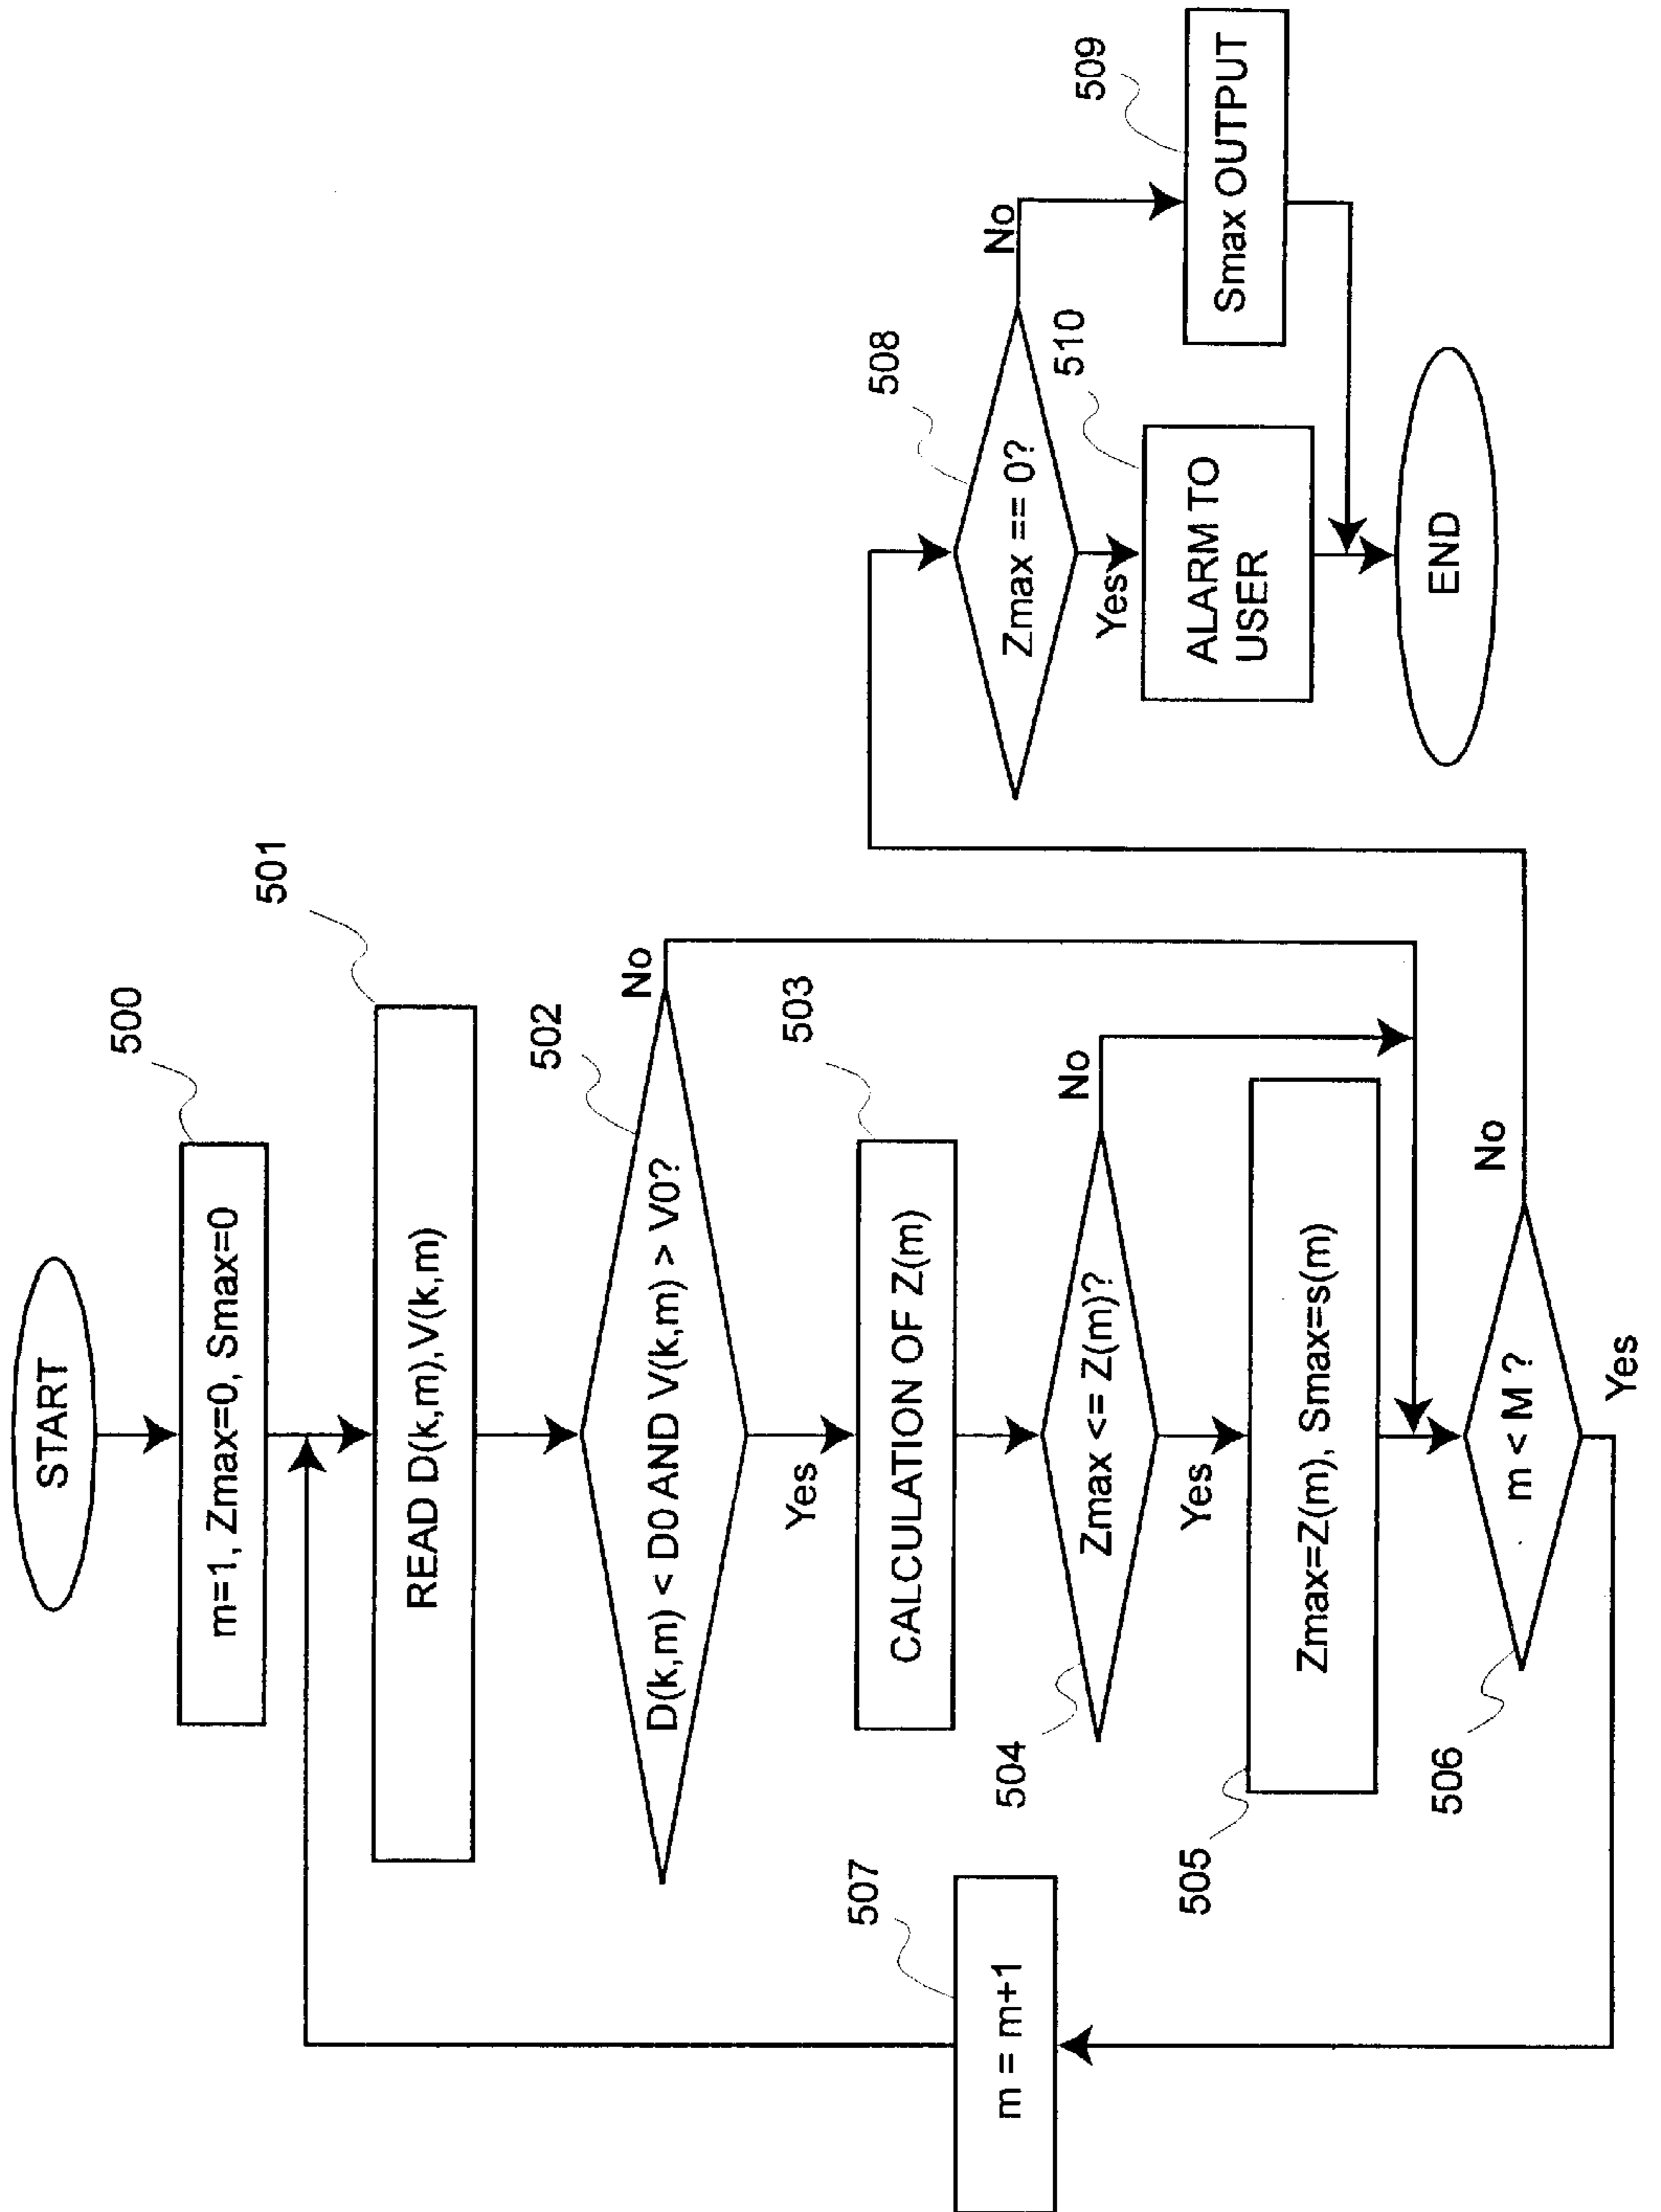 START
500
m=1, Zmax=0, Smax=0
501
READ D(k,m),V(k,m)
502
D(k,m) < D0 AND V(k,m) > V0?
No
Yes
503
CALCULATION OF Z(m)
504
Zmax <= Z(m)?
No
Yes
505
Zmax=Z(m), Smax=s(m)
506
m < M ?
No
Yes
507
m = m+1
508
Zmax == 0?
No
Yes
509
Smax OUTPUT
510
ALARM TO
USER
END